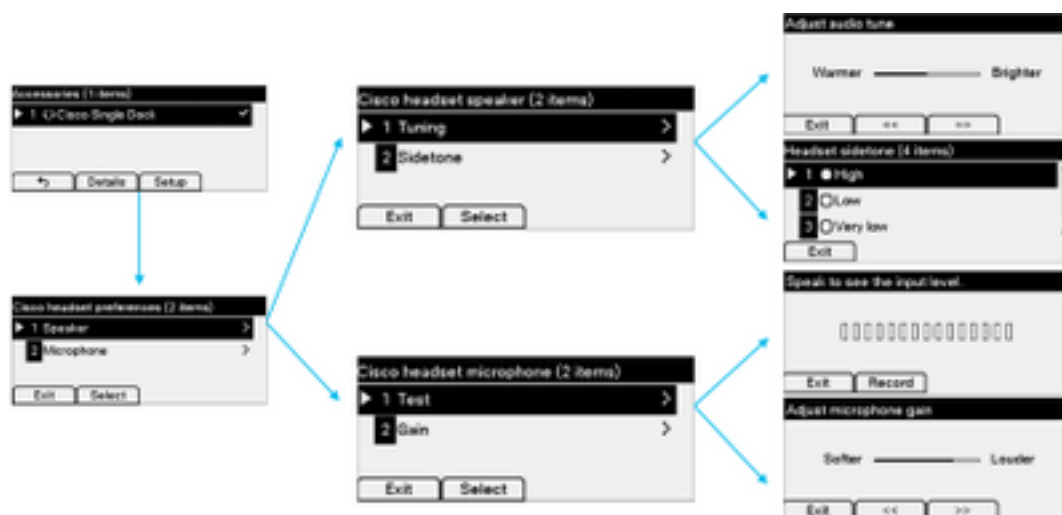 Accessories (1 items)
1 Cisco Single Dock
Details Setup
Cisco headset preferences (2 items)
1 Speaker >
2 Microphone >
Exit Select
Cisco headset speaker (2 items)
1 Tuning >
2 Sidetone >
Exit Select
Cisco headset microphone (2 items)
1 Test >
2 Gain >
Exit Select
Adjust audio tune
Warmer Brighter
Exit << >>
Headset sidetone (4 items)
1 High
2 Low
3 Very low
Exit
Speak to see the input level.
Exit Record
Adjust microphone gain
Softer Louder
Exit << >>